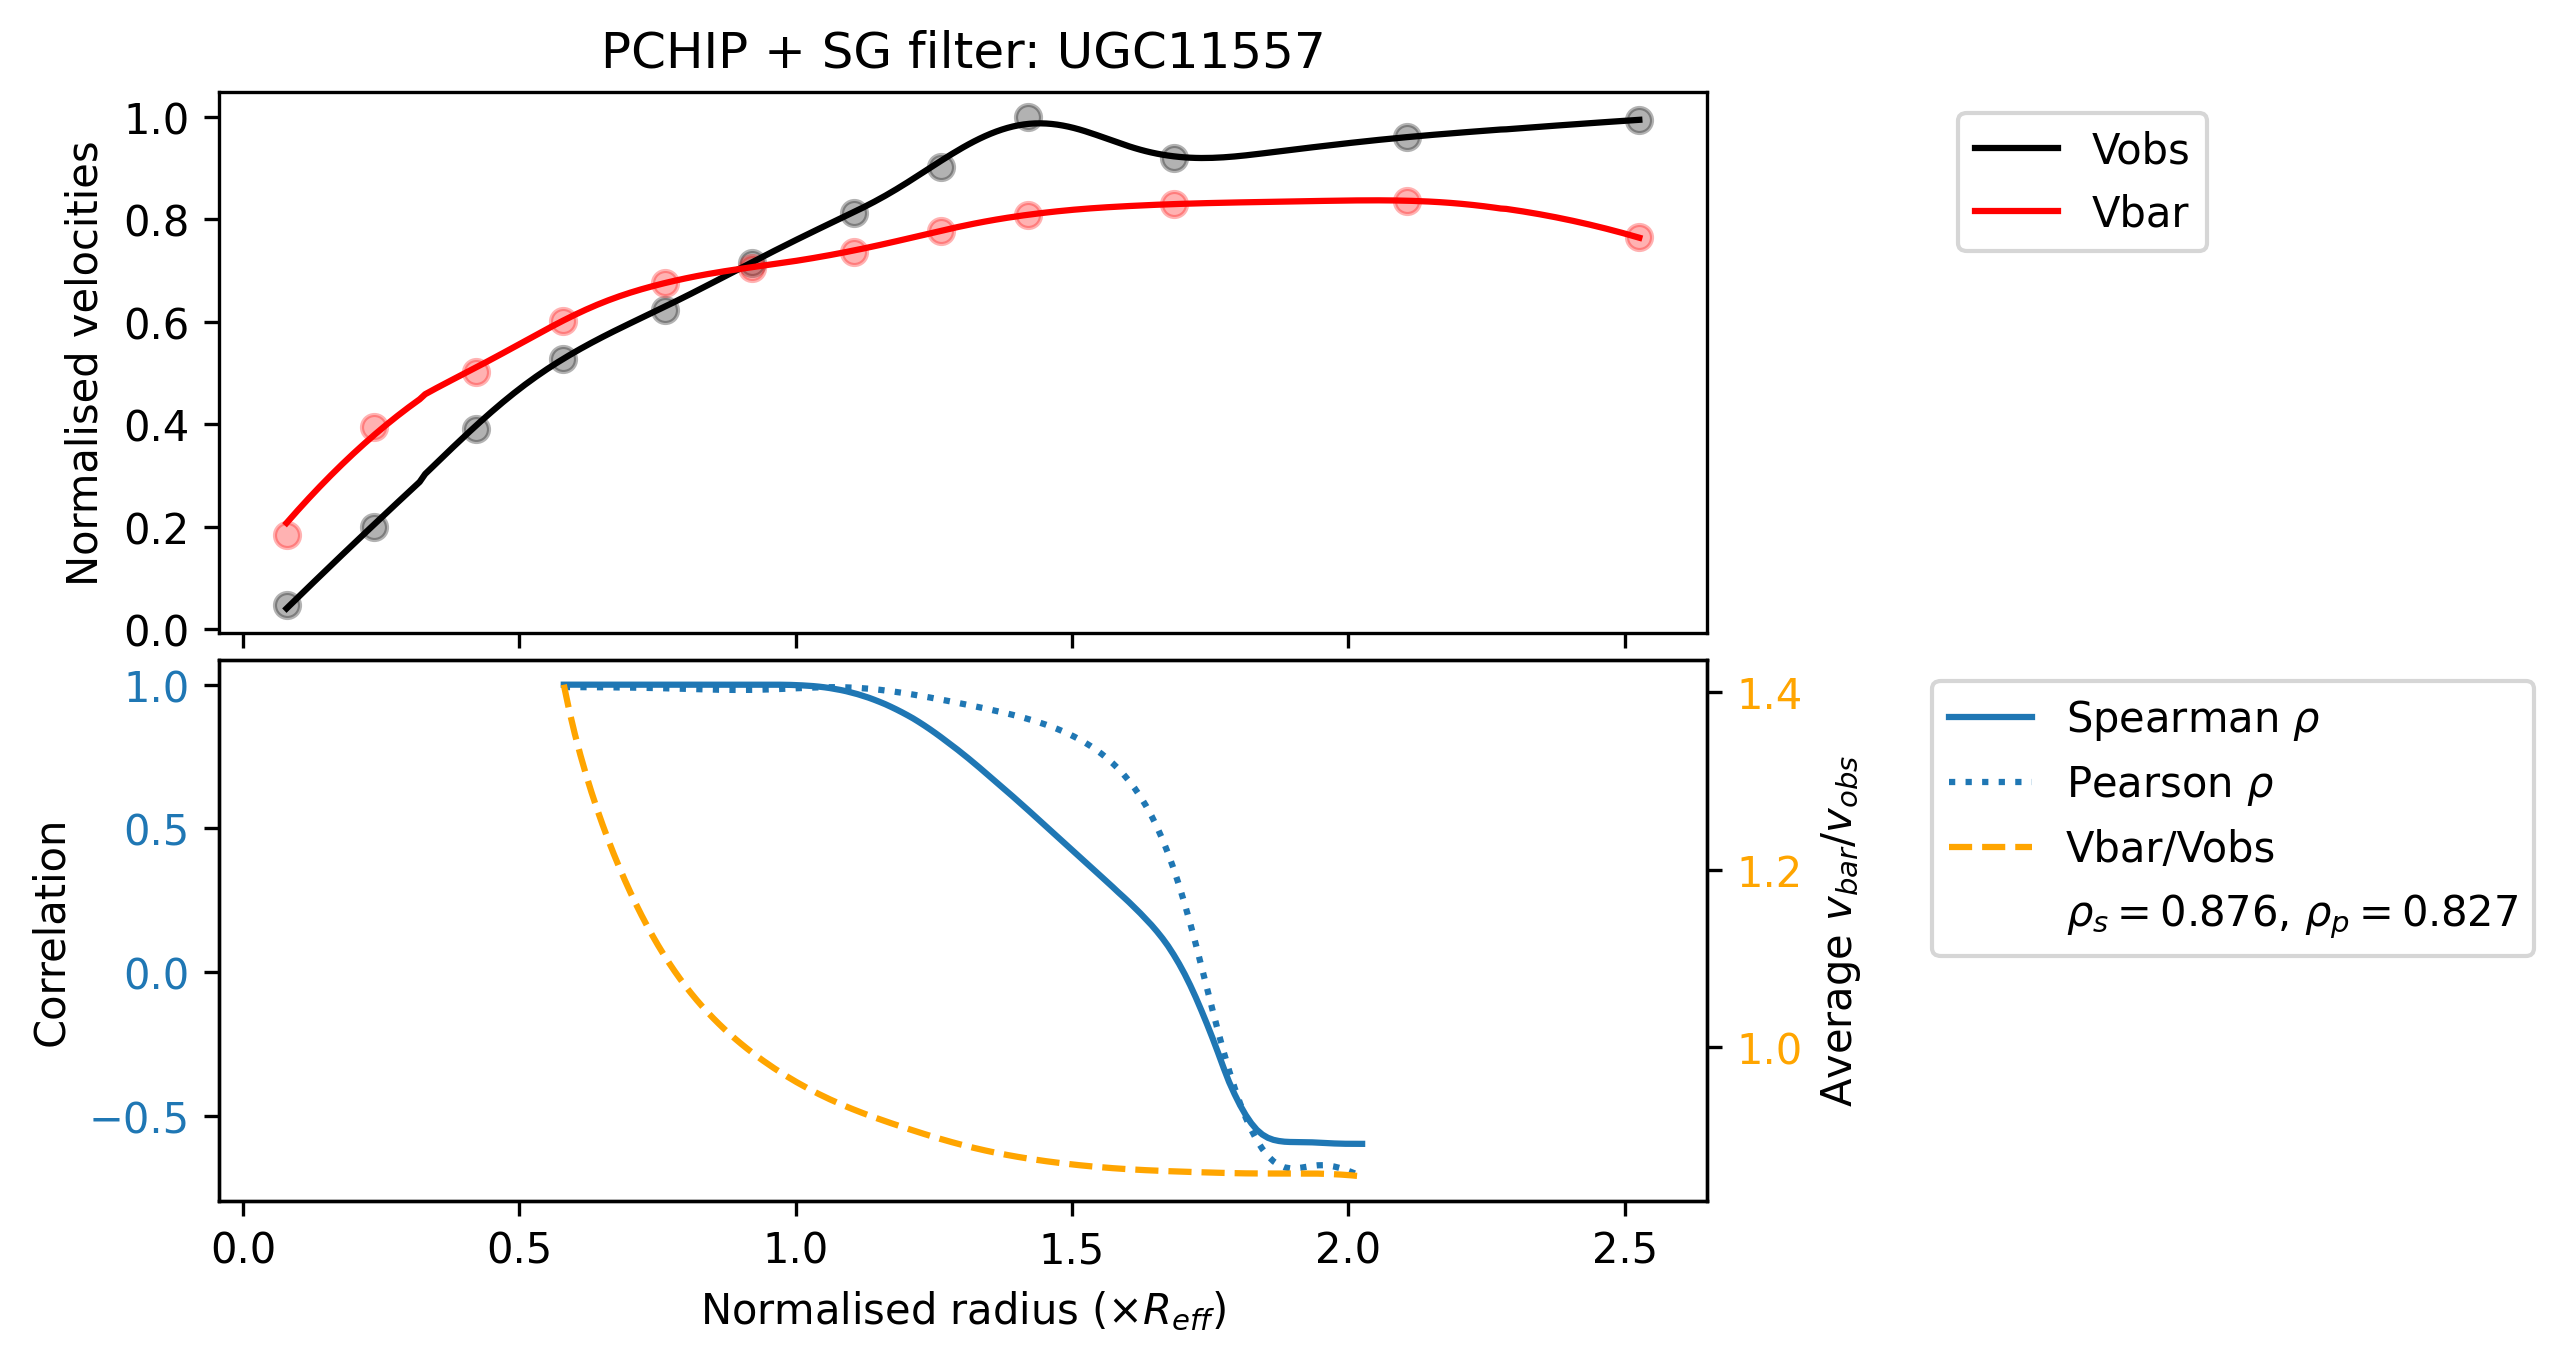 PCHIP + SG filter: UGC11557
Normalised velocities
1.0
0.8
0.6
0.4
0.2
0.0
Vobs
Vbar
Correlation
1.0
0.5
0.0
−0.5
1.4
1.2
1.0
Average v_bar/v_obs
Spearman ρ
Pearson ρ
Vbar/Vobs
ρ_s = 0.876, ρ_p = 0.827
0.0 0.5 1.0 1.5 2.0 2.5
Normalised radius (×R_eff)